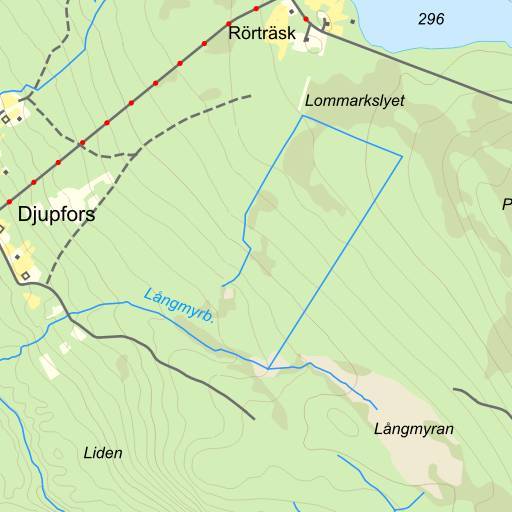 296
Rörträsk
Lommarkslyet
P
Djupfors
Långmyrb.
Långmyran
Liden